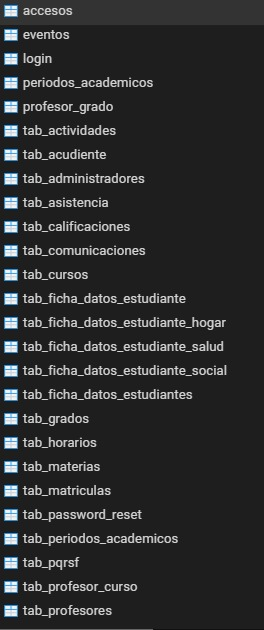 accesos
eventos
login
periodos_academicos
profesor_grado
tab_actividades
tab_acudiente
tab_administradores
tab_asistencia
tab_calificaciones
tab_comunicaciones
tab_cursos
tab_ficha_datos_estudiante
tab_ficha_datos_estudiante_hogar
tab_ficha_datos_estudiante_salud
tab_ficha_datos_estudiante_social
tab_ficha_datos_estudiantes
tab_grados
tab_horarios
tab_materias
tab_matriculas
tab_password_reset
tab_periodos_academicos
tab_pqrsf
tab_profesor_curso
tab_profesores